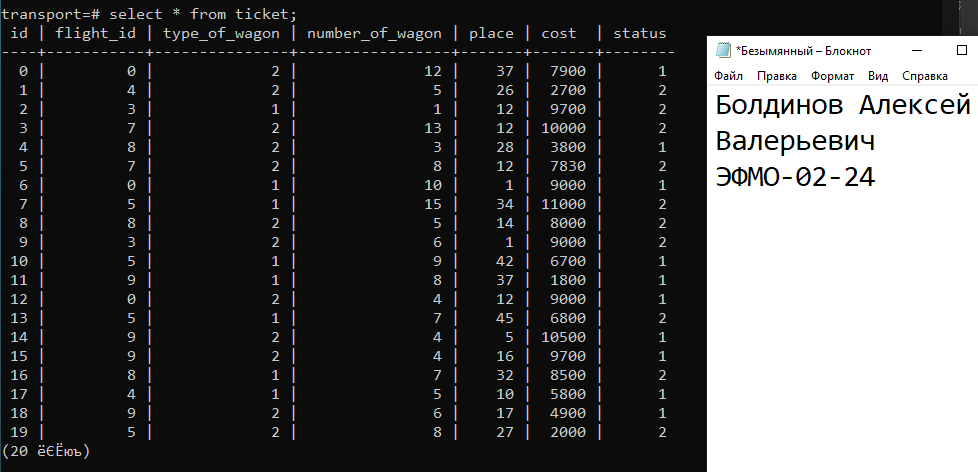 transport=# select * from ticket;
id | flight_id | type_of_wagon | number_of_wagon | place | cost | status
----+-----------+---------------+-----------------+-------+-------+--------
0 | 0 | 2 | 12 | 37 | 7900 | 1
1 | 4 | 2 | 5 | 26 | 2700 | 2
2 | 3 | 1 | 1 | 12 | 9700 | 2
3 | 7 | 2 | 13 | 12 | 10000 | 2
4 | 8 | 2 | 3 | 28 | 3800 | 1
5 | 7 | 2 | 8 | 12 | 7830 | 2
6 | 0 | 1 | 10 | 1 | 9000 | 1
7 | 5 | 1 | 15 | 34 | 11000 | 2
8 | 8 | 2 | 5 | 14 | 8000 | 2
9 | 3 | 2 | 6 | 1 | 9000 | 2
10 | 5 | 1 | 9 | 42 | 6700 | 1
11 | 9 | 1 | 8 | 37 | 1800 | 1
12 | 0 | 2 | 4 | 12 | 9000 | 1
13 | 5 | 1 | 7 | 45 | 6800 | 2
14 | 9 | 2 | 4 | 5 | 10500 | 1
15 | 9 | 2 | 4 | 16 | 9700 | 1
16 | 8 | 1 | 7 | 32 | 8500 | 2
17 | 4 | 1 | 5 | 10 | 5800 | 1
18 | 9 | 2 | 6 | 17 | 4900 | 1
19 | 5 | 2 | 8 | 27 | 2000 | 2
(20 ёЄЁюъ)
*Безымянный – Блокнот
Файл Правка Формат Вид Справка
Болдинов Алексей
Валерьевич
ЭФМО-02-24